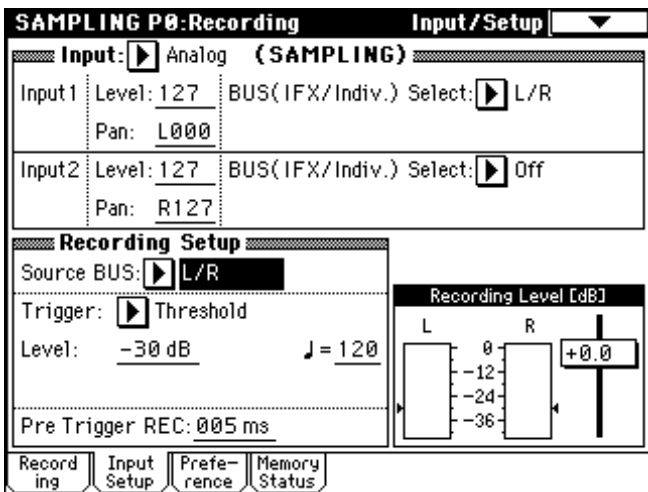 SAMPLING P0:Recording Input/Setup
Input: Analog (SAMPLING)
Input1 Level: 127 BUS(IFX/Indiv.) Select: L/R
Pan: L000
Input2 Level: 127 BUS(IFX/Indiv.) Select: Off
Pan: R127
Recording Setup
Source BUS: L/R
Trigger: Threshold
Level: -30 dB ♩= 120
Pre Trigger REC: 005 ms
Recording Level [dB]
L R
0
+0.0
-12
-24
-36
Record
ing
Input
Setup
Prefe-
rence
Memory
Status